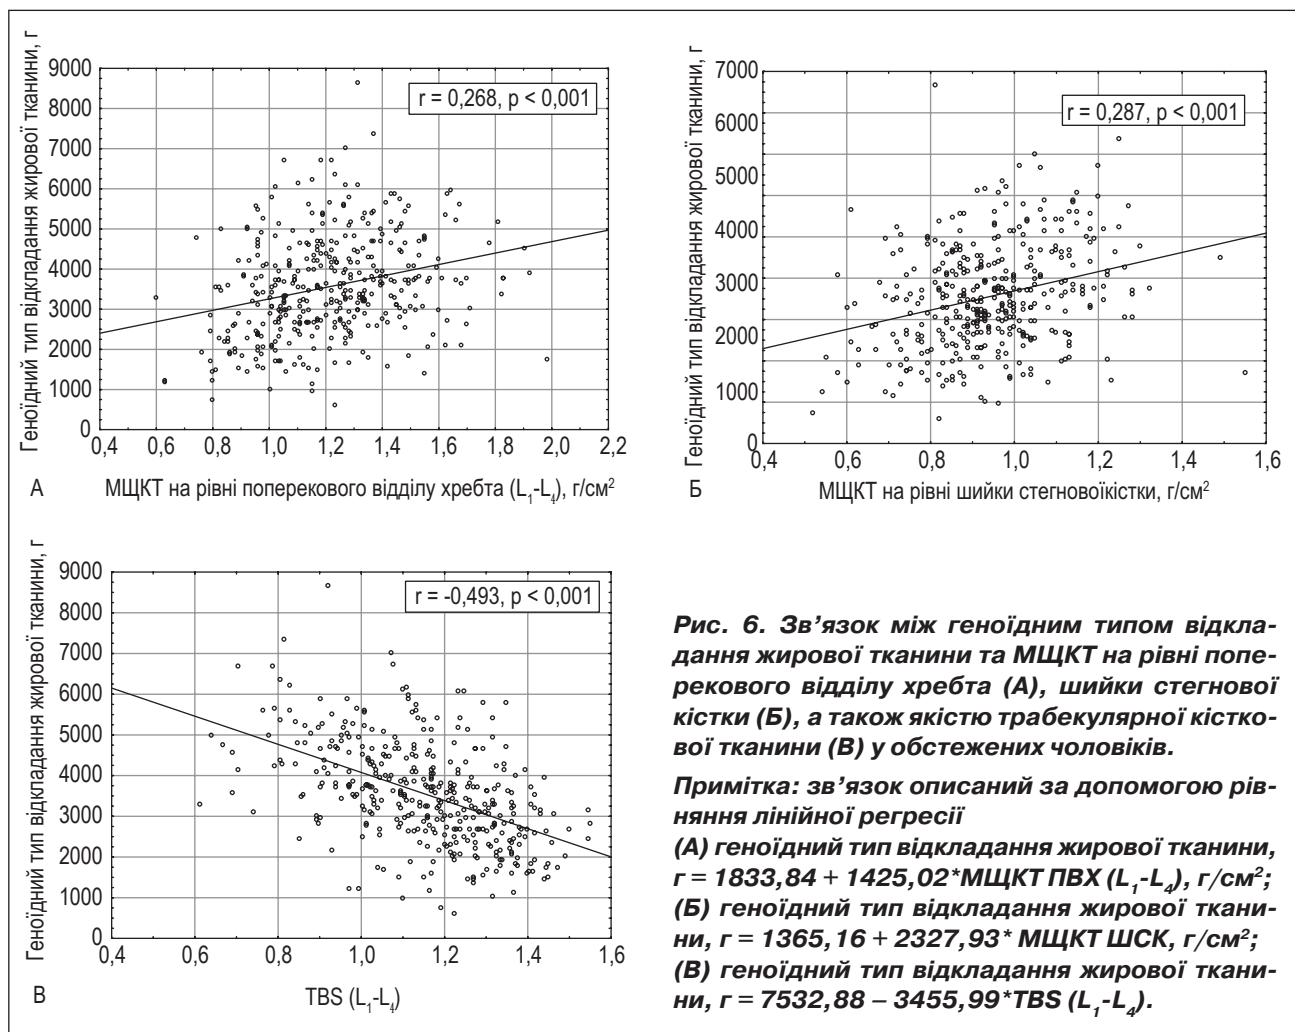 Геноїдний тип відкладання жирової тканини, г
9000
8000
7000
6000
5000
4000
3000
2000
1000
0
r = 0,268, p < 0,001
0,4 0,6 0,8 1,0 1,2 1,4 1,6 1,8 2,0 2,2
А МЩКТ на рівні поперекового відділу хребта (L₁-L₄), г/см²
Геноїдний тип відкладання жирової тканини, г
7000
6000
5000
4000
3000
2000
1000
0
r = 0,287, p < 0,001
0,4 0,6 0,8 1,0 1,2 1,4 1,6
Б МЩКТ на рівні шийки стегновоїкістки, г/см²
Геноїдний тип відкладання жирової тканини, г
9000
8000
7000
6000
5000
4000
3000
2000
1000
0
r = -0,493, p < 0,001
0,4 0,6 0,8 1,0 1,2 1,4 1,6
В TBS (L₁-L₄)
Рис. 6. Зв’язок між геноїдним типом відкла-
дання жирової тканини та МЩКТ на рівні попе-
рекового відділу хребта (А), шийки стегнової
кістки (Б), а також якістю трабекулярної кістко-
вої тканини (В) у обстежених чоловіків.
Примітка: зв’язок описаний за допомогою рів-
няння лінійної регресії
(А) геноїдний тип відкладання жирової тканини,
г = 1833,84 + 1425,02*МЩКТ ПВХ (L₁-L₄), г/см²;
(Б) геноїдний тип відкладання жирової ткани-
ни, г = 1365,16 + 2327,93* МЩКТ ШСК, г/см²;
(В) геноїдний тип відкладання жирової ткани-
ни, г = 7532,88 – 3455,99*TBS (L₁-L₄).